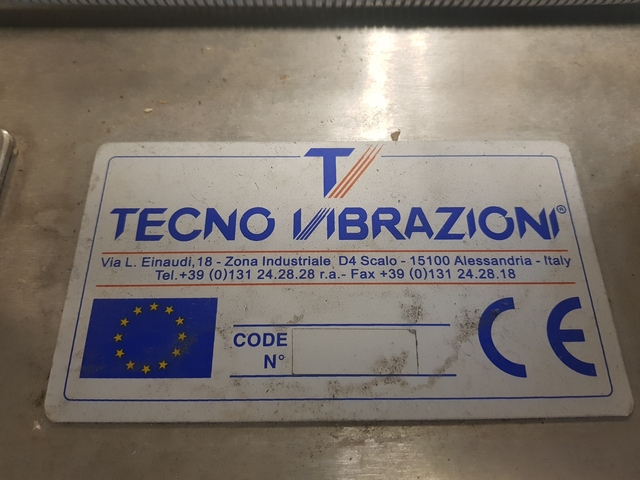 TV
TECNO VIBRAZIONI®
Via L. Einaudi,18 - Zona Industriale D4 Scalo - 15100 Alessandria - Italy
Tel.+39 (0)131 24.28.28 r.a.- Fax +39 (0)131 24.28.18
CODE
N°
CE